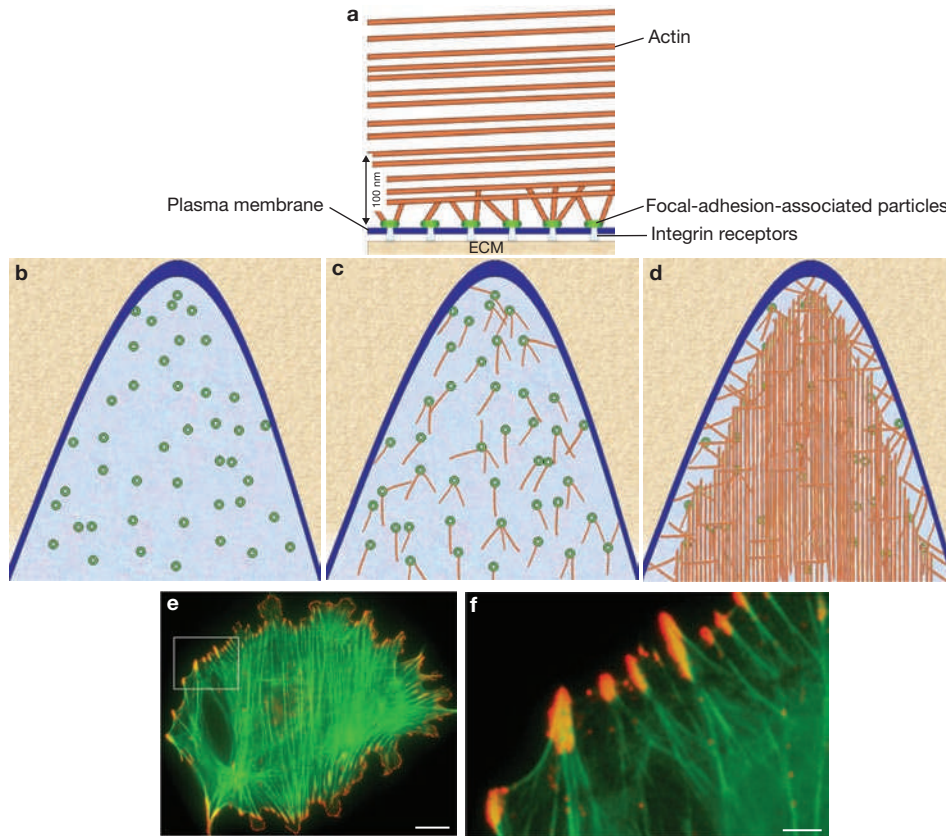 a
Actin
100 nm
Plasma membrane
Focal-adhesion-associated particles
Integrin receptors
ECM
b
c
d
e
f